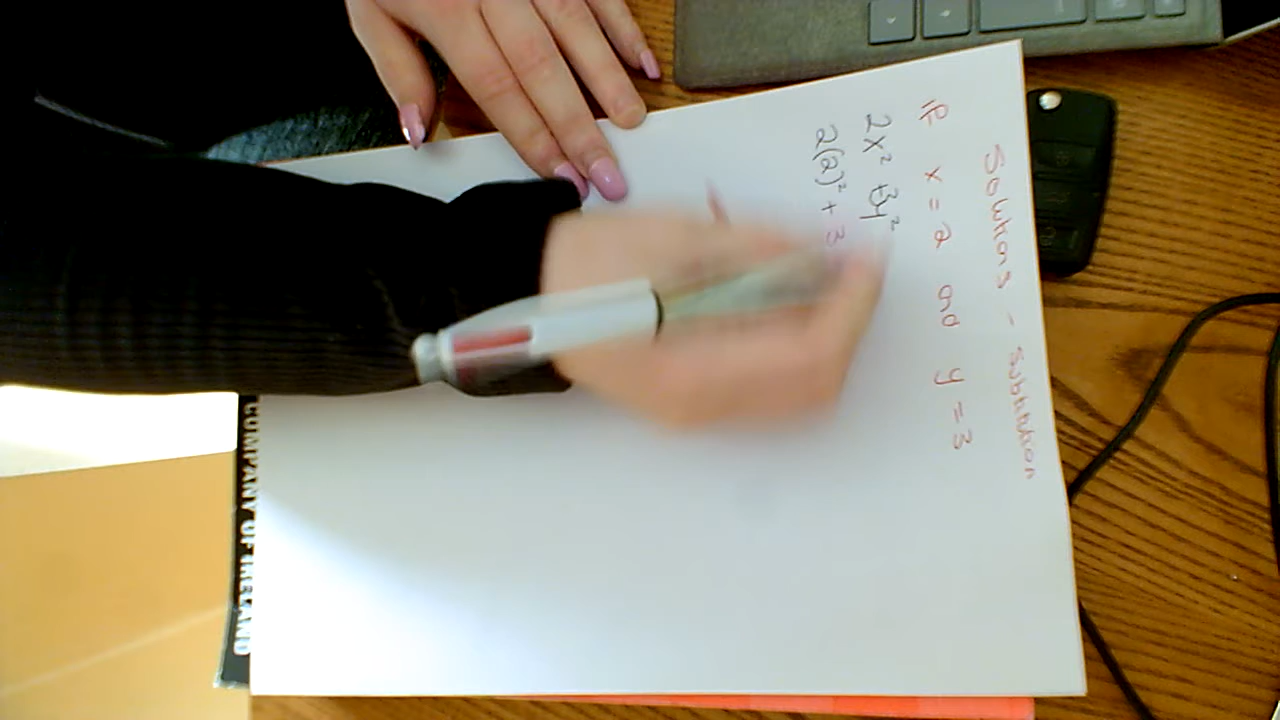 Solutions - Substitution
if x = 2 and y = 3
2x² + 3y²
2(2)² + 3
COMPANY OF IRELAND